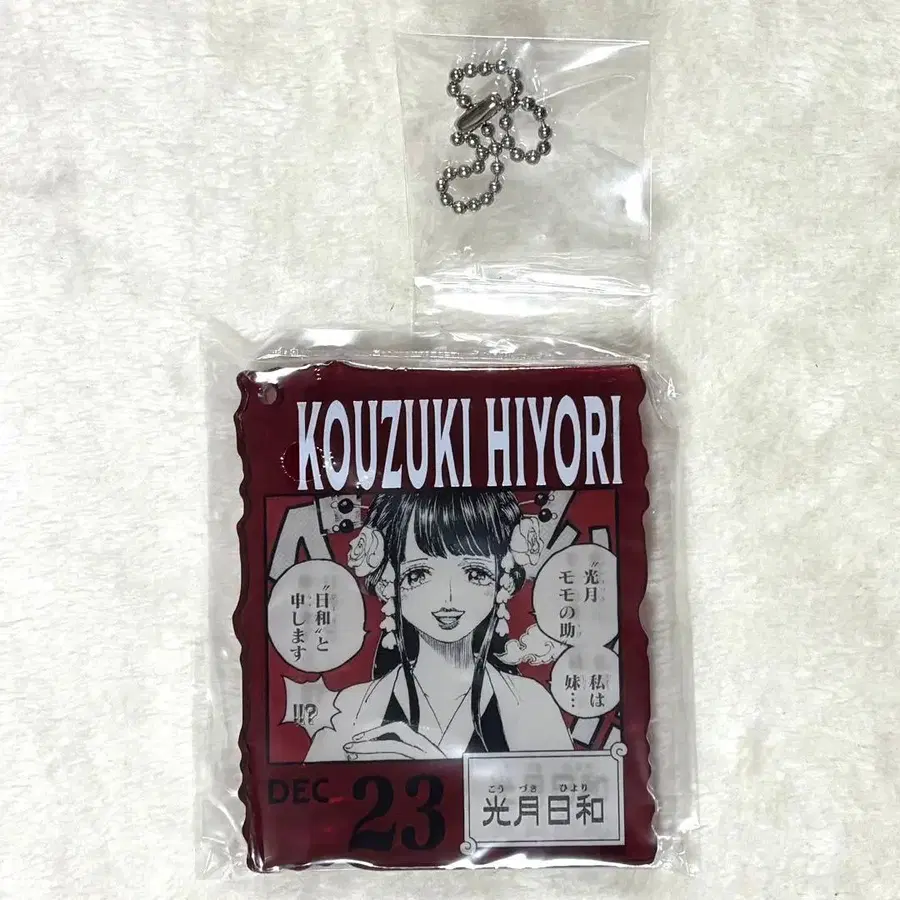 KOUZUKI HIYORI
“光月
モモの助”
私は
妹…
“日和”と
申します
!!?
DEC 23
こうづきひより
光月日和